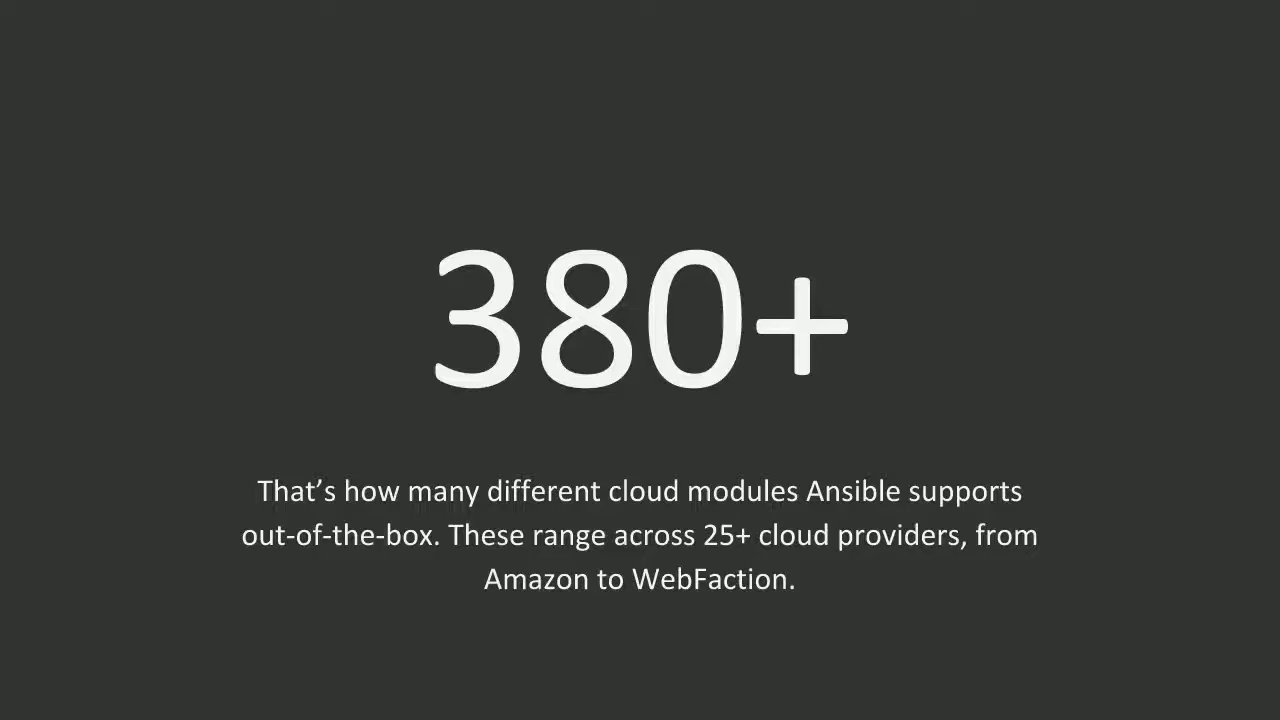 380+
That’s how many different cloud modules Ansible supports
out-of-the-box. These range across 25+ cloud providers, from
Amazon to WebFaction.